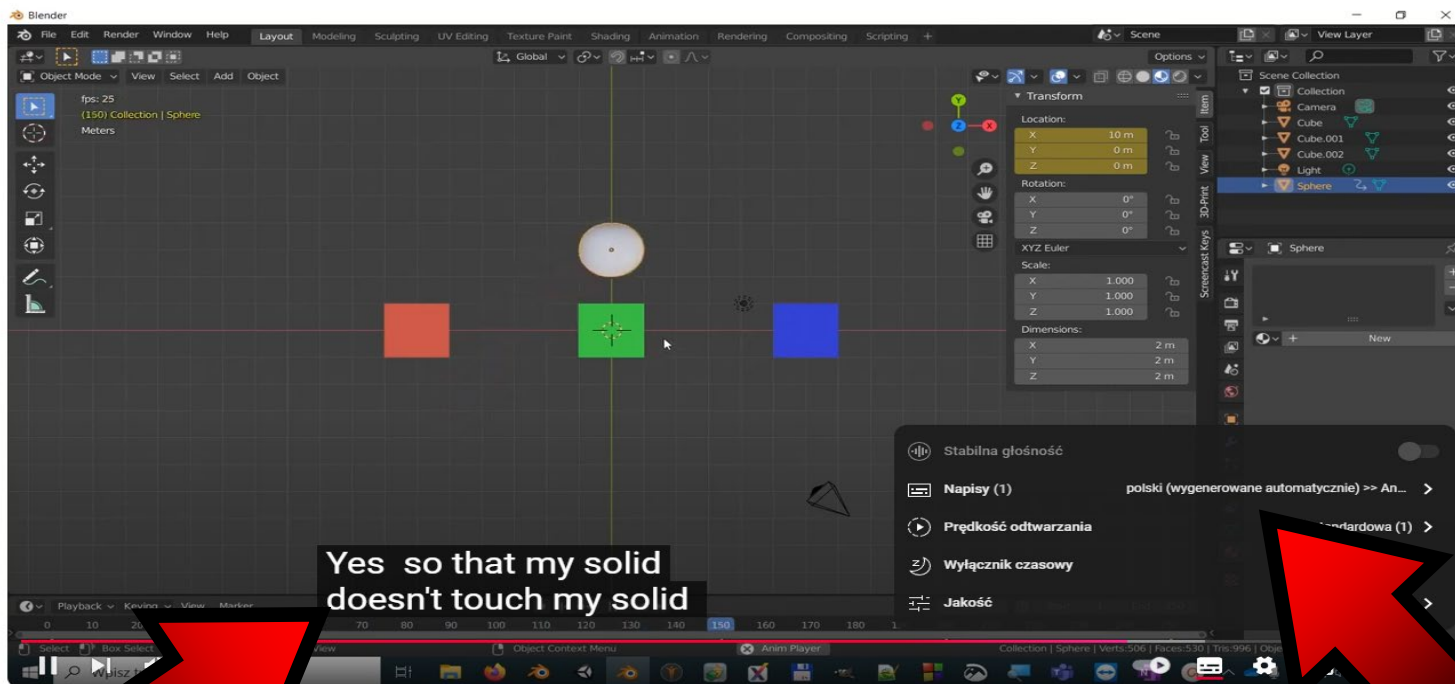 Blender
File Edit Render Window Help Layout Modeling Sculpting UV Editing Texture Paint Shading Animation Rendering Compositing Scripting + Scene View Layer
Global Options
Object Mode View Select Add Object
fps: 25
(150) Collection | Sphere
Meters
Y
Z X
Transform
Location:
X 10 m
Y 0 m
Z 0 m
Rotation:
X 0°
Y 0°
Z 0°
XYZ Euler
Scale:
X 1.000
Y 1.000
Z 1.000
Dimensions:
X 2 m
Y 2 m
Z 2 m
Item
Tool
View
3D-Print
Screencast Keys
Scene Collection
Collection
Camera
Cube
Cube.001
Cube.002
Light
Sphere
Sphere
+ New
Stabilna głośność
Napisy (1) polski (wygenerowane automatycznie) >> An...
Prędkość odtwarzania (1)
Wyłącznik czasowy
Jakość
Yes so that my solid
doesn't touch my solid
Playback Keying View Marker
0 10 70 80 90 100 110 120 130 140 150 160 170 180
Select Box Select View Object Context Menu Anim Player Collection | Sphere | Verts:506 | Faces:530 | Tris:996
Wpisz